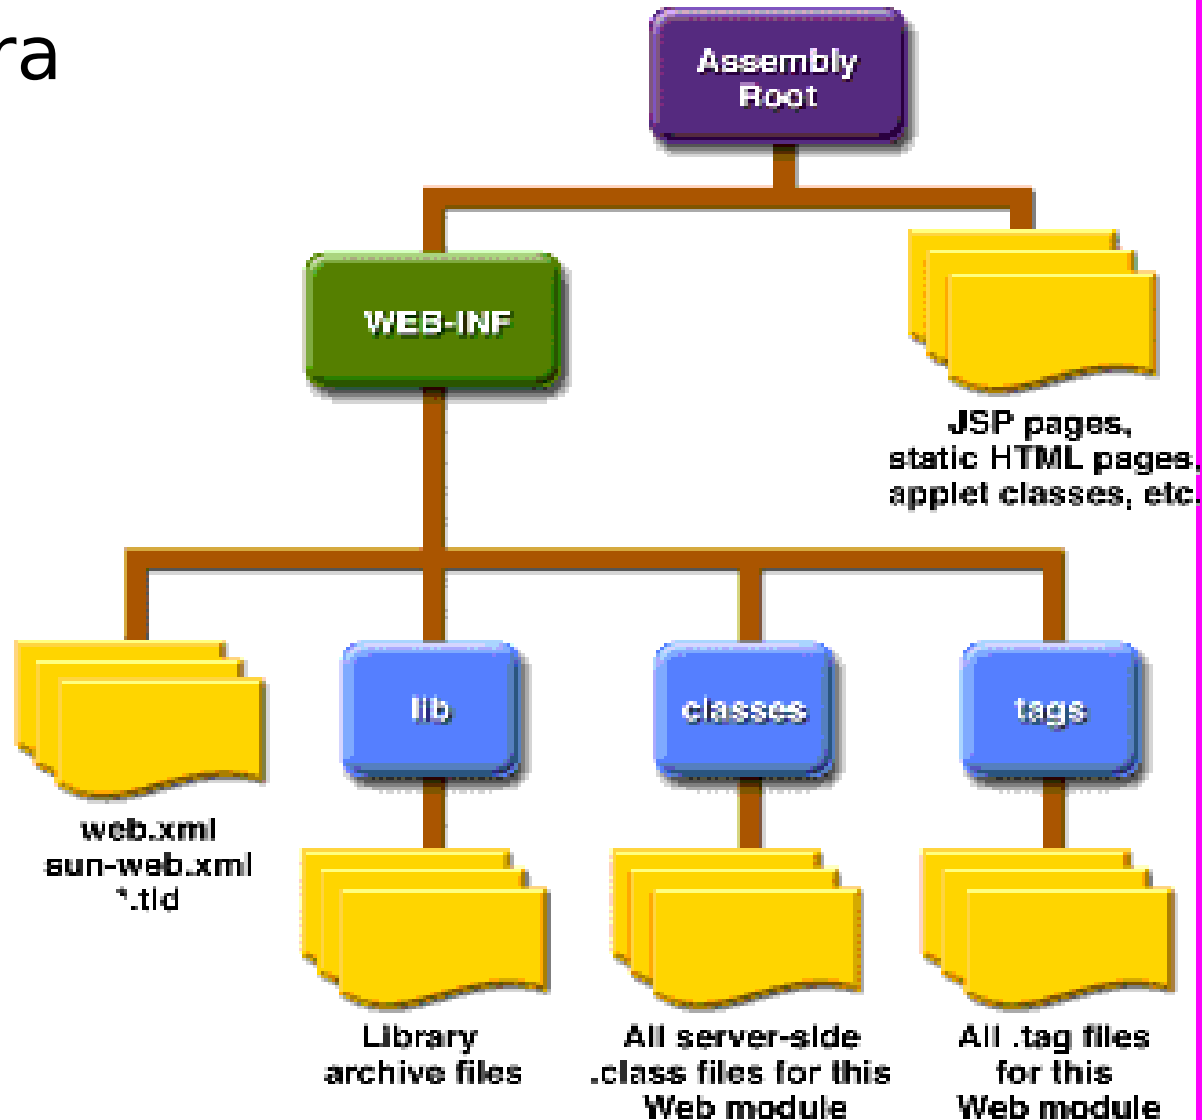 ra
Assembly
Root
WEB-INF
JSP pages,
static HTML pages,
applet classes, etc.
lib
classes
tags
web.xml
sun-web.xml
*.tld
Library
archive files
All server-side
.class files for this
Web module
All .tag files
for this
Web module